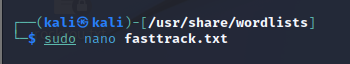 ┌──(kali㉿kali)-[/usr/share/wordlists]
└─$ sudo nano fasttrack.txt